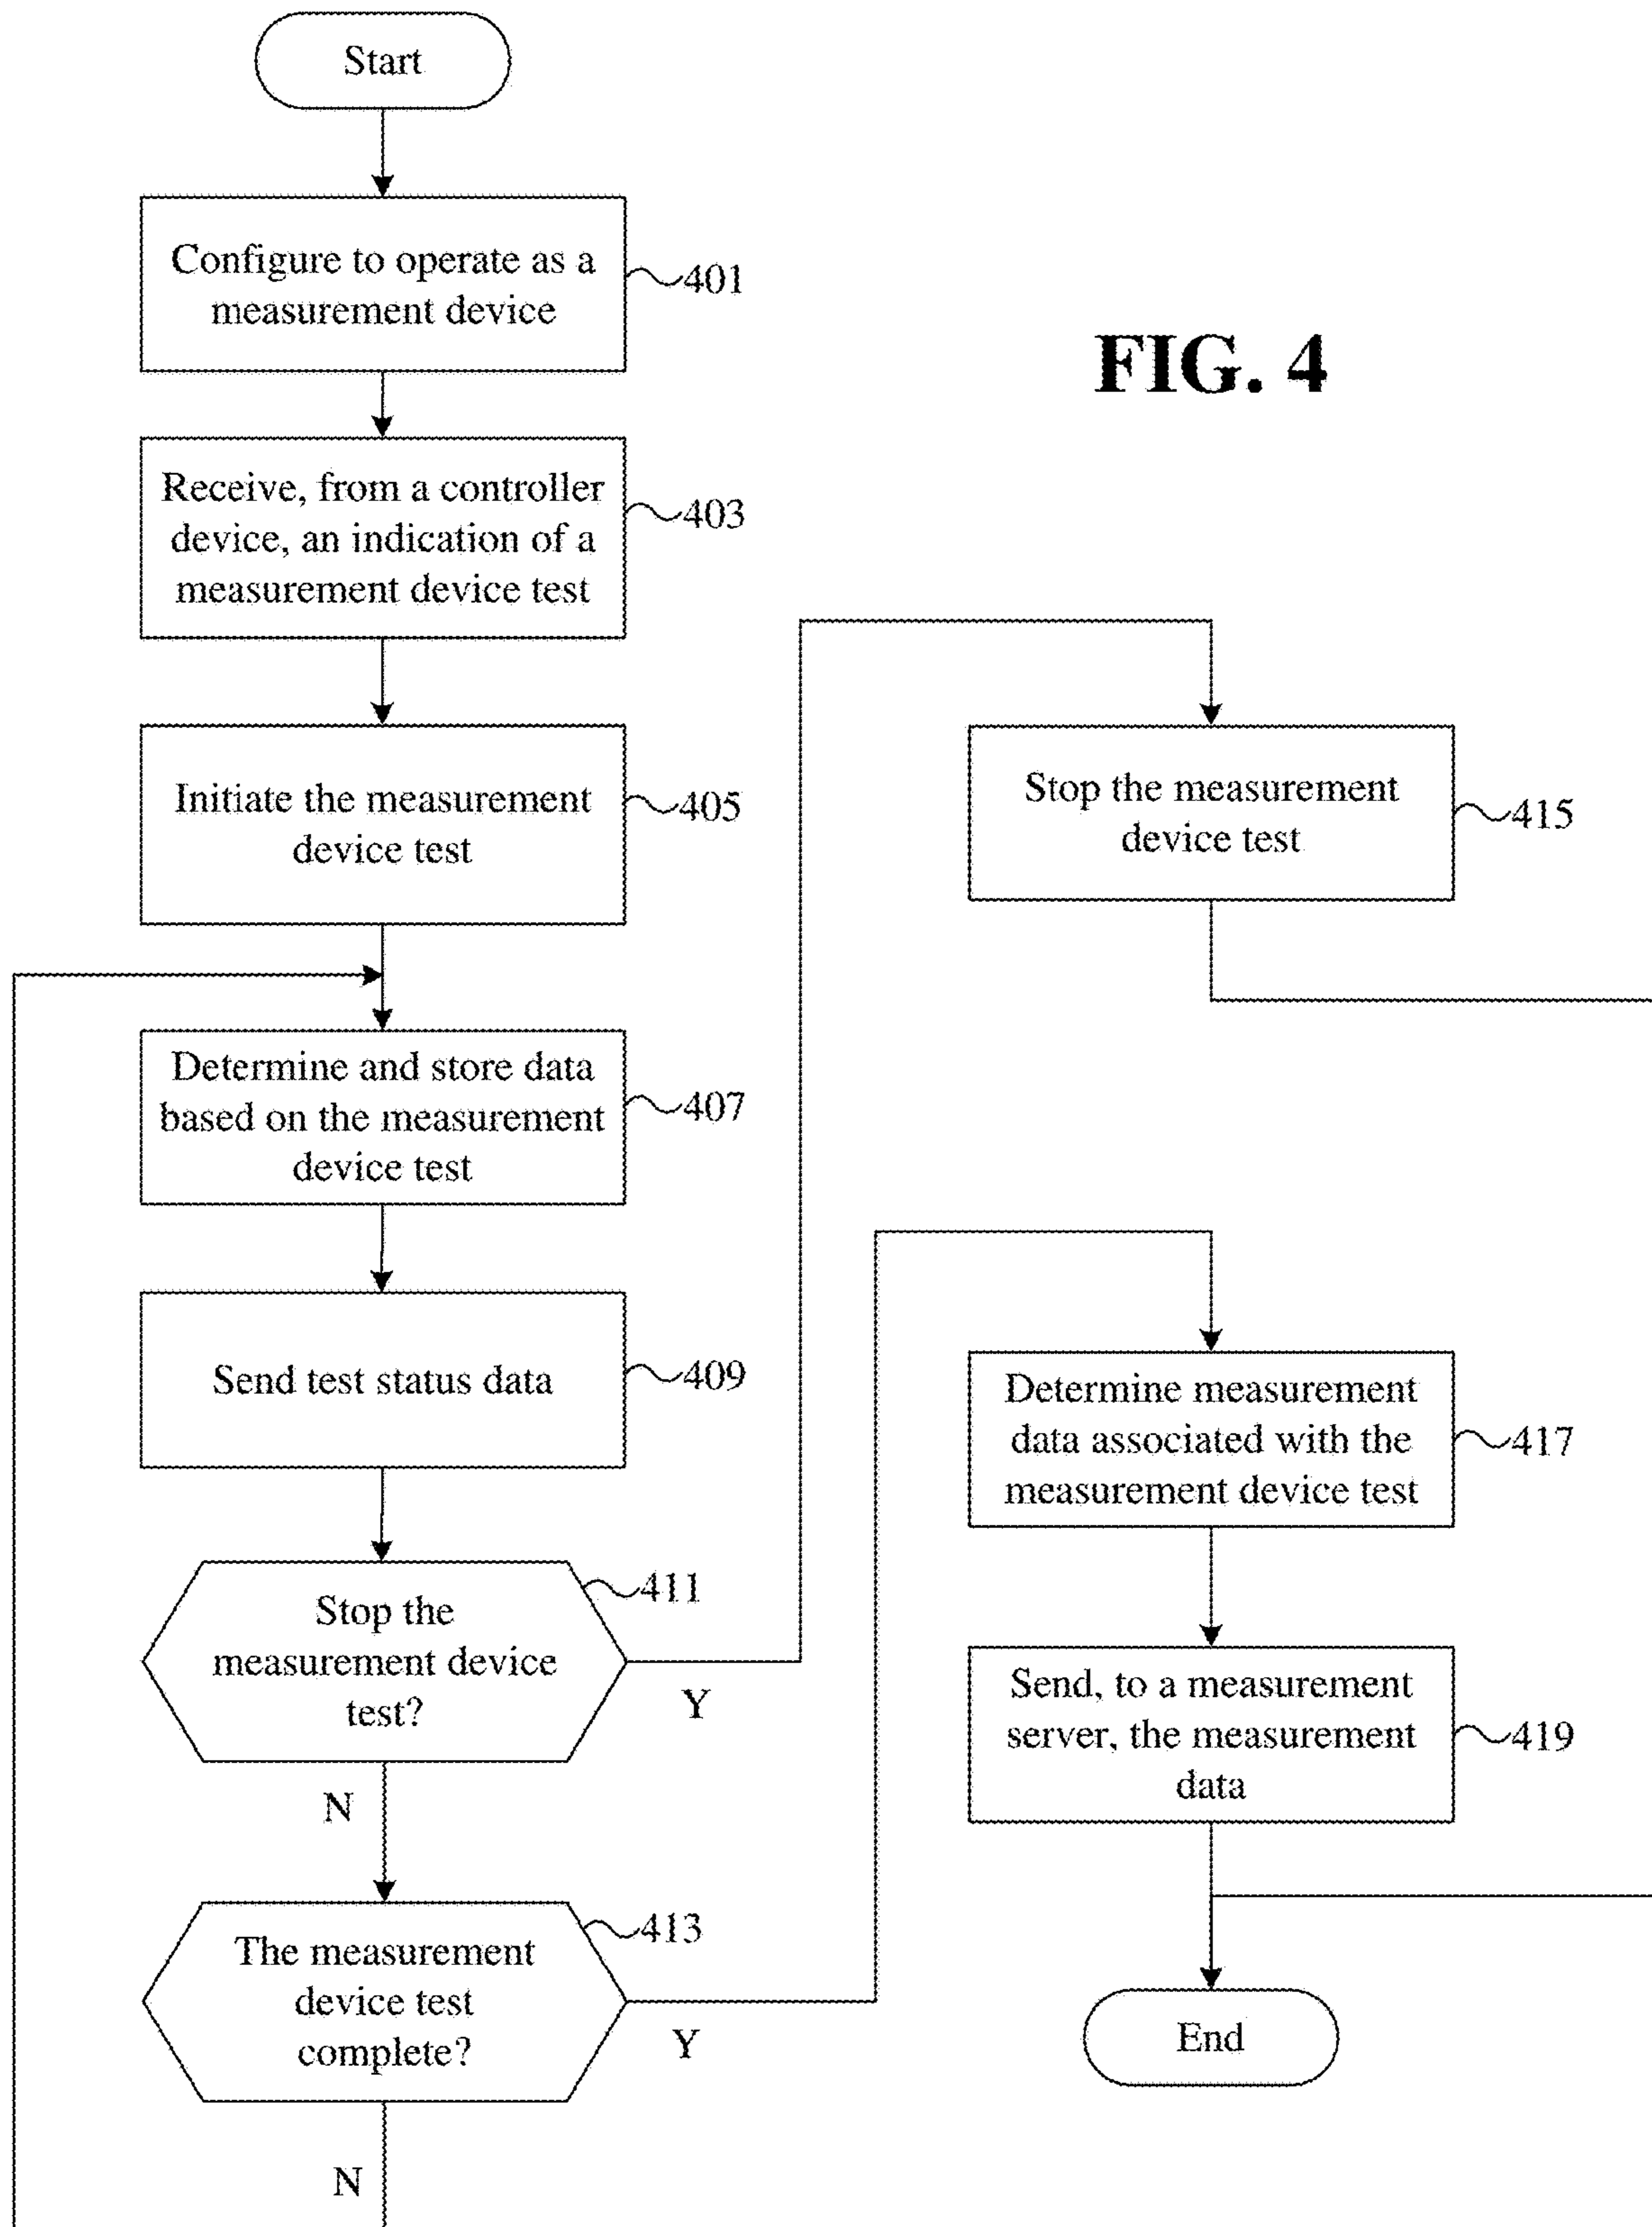 Start
Configure to operate as a
measurement device
401
FIG. 4
Receive, from a controller
device, an indication of a
measurement device test
403
Initiate the measurement
device test
405
Stop the measurement
device test
415
Determine and store data
based on the measurement
device test
407
Send test status data
409
Determine measurement
data associated with the
measurement device test
417
Stop the
measurement device
test?
411
Y
N
Send, to a measurement
server, the measurement
data
419
The measurement
device test
complete?
413
Y
N
End